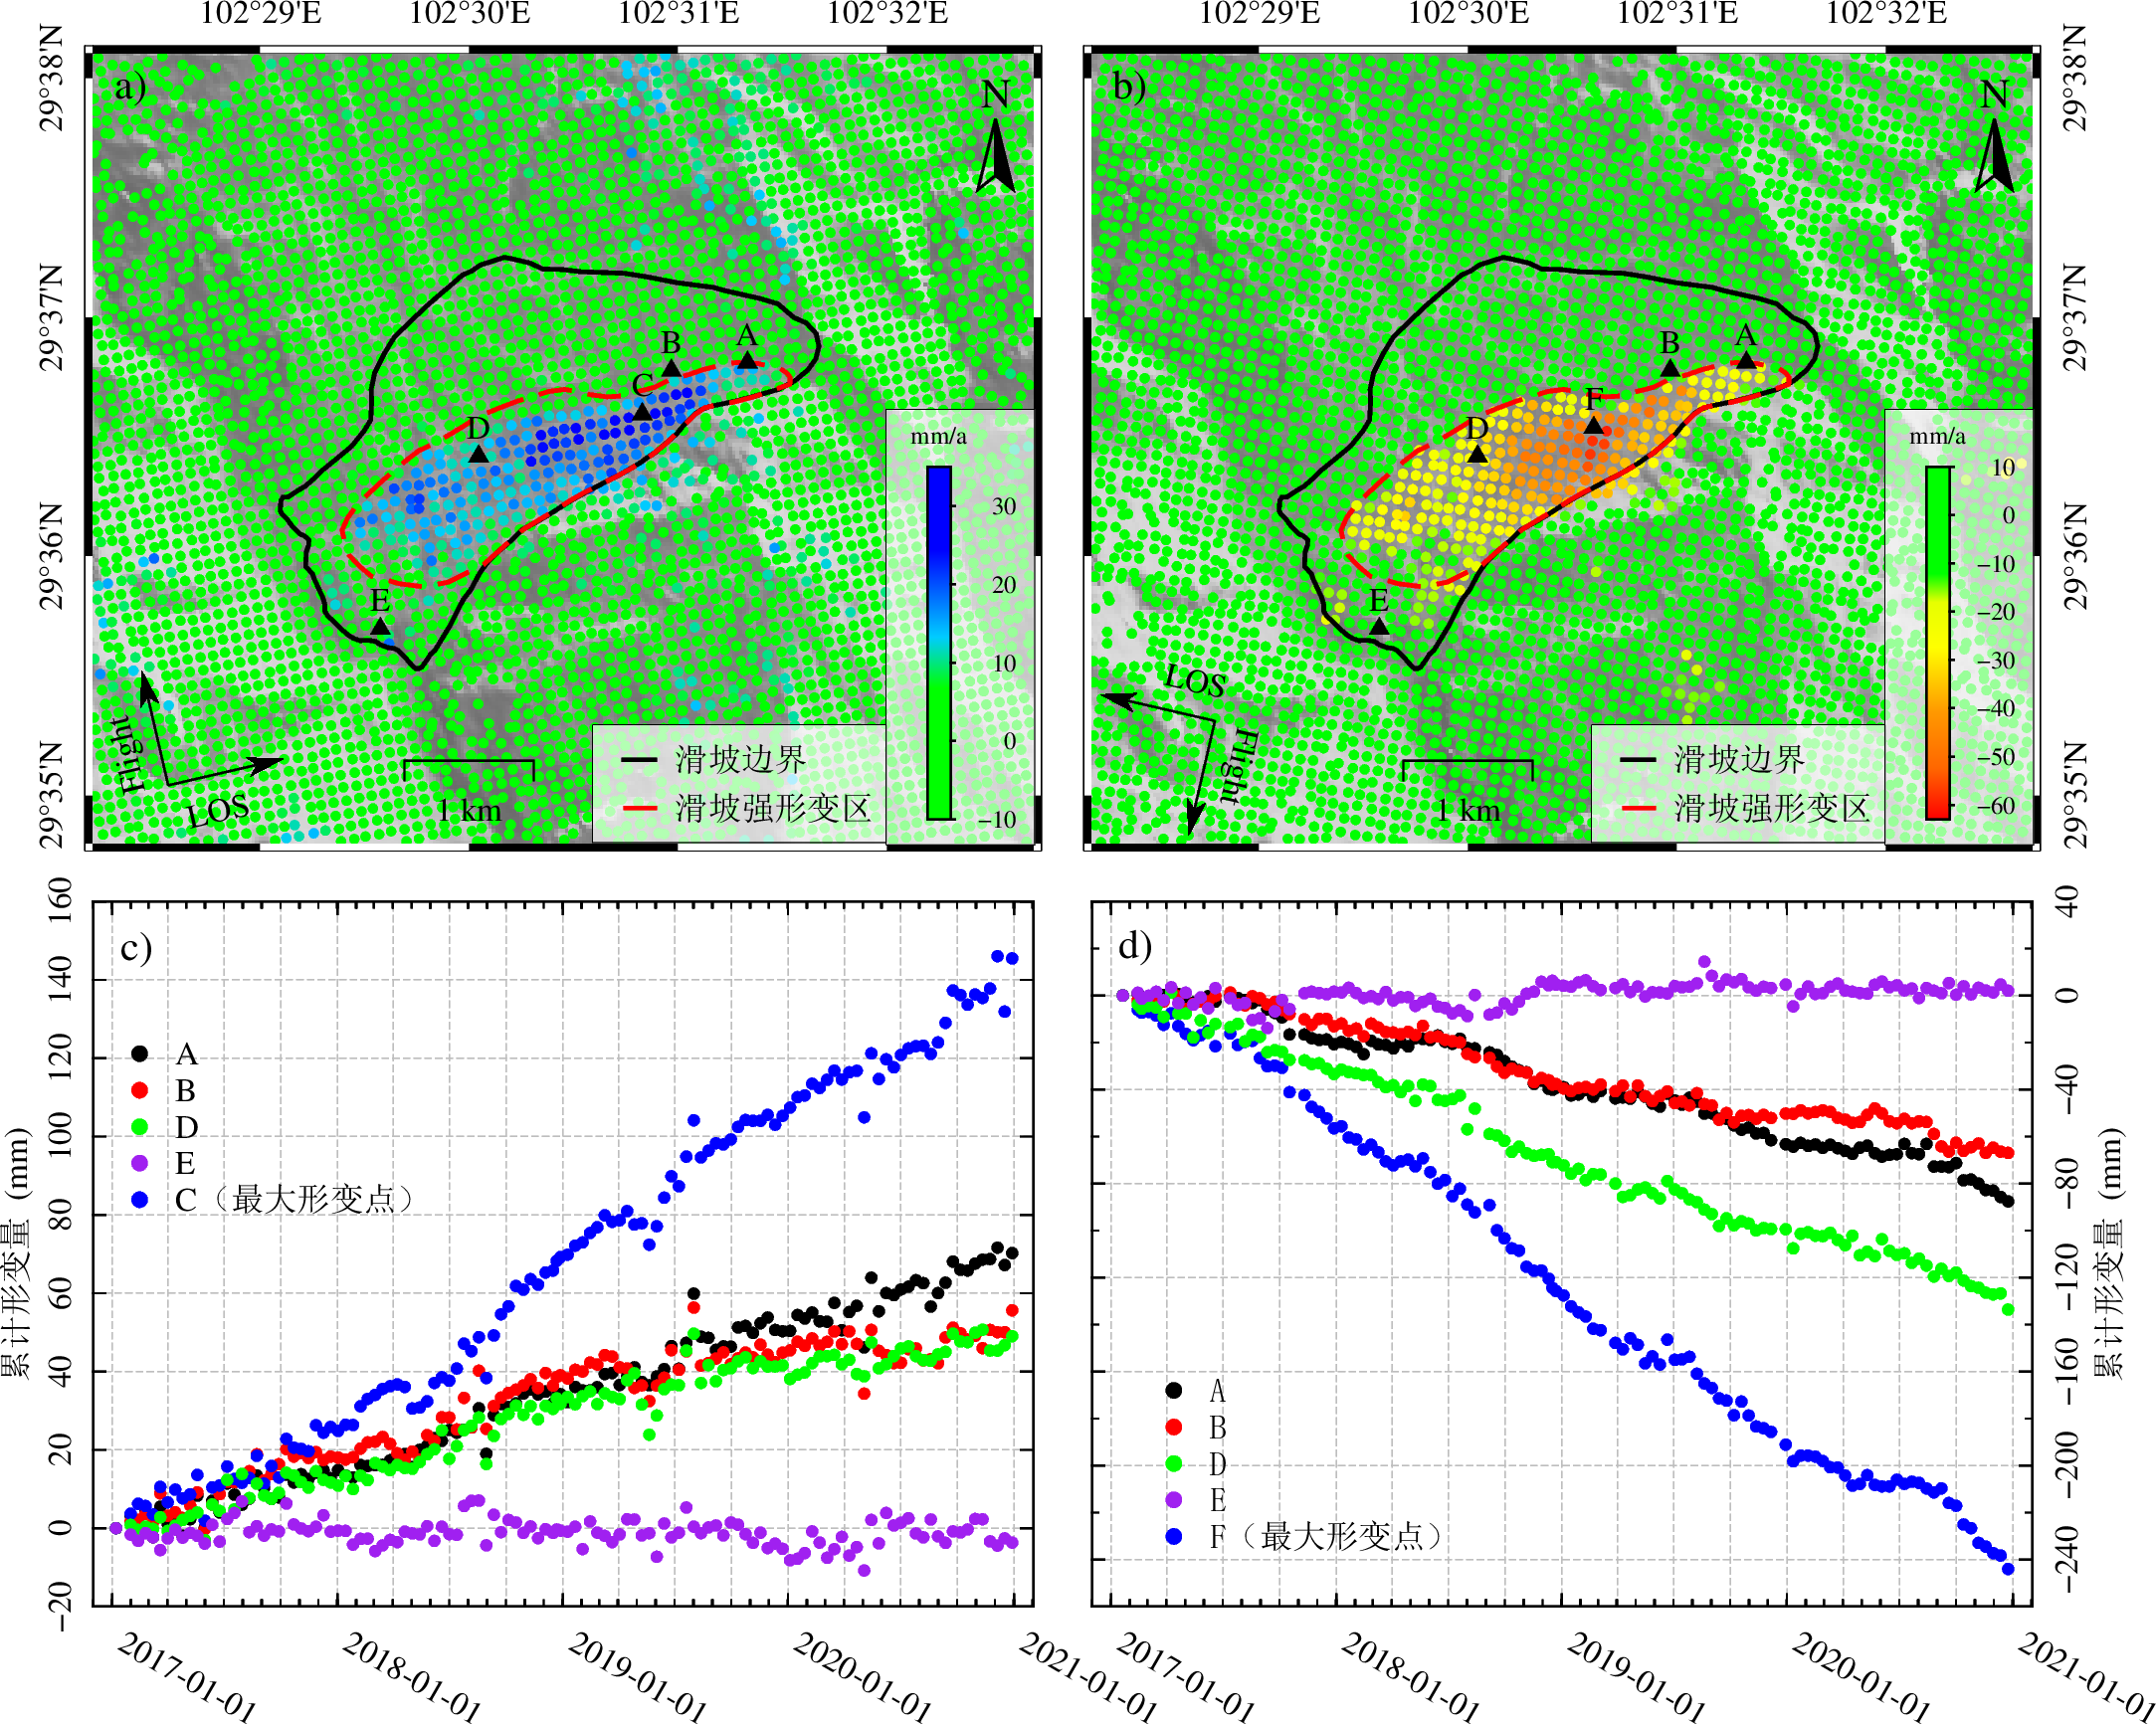 102°29'E 102°30'E 102°31'E 102°32'E
102°29'E 102°30'E 102°31'E 102°32'E
29°38'N
29°37'N
29°36'N
29°35'N
a)
N
A
B
C
D
E
mm/a
30
20
10
0
−10
Flight
LOS
1 km
滑坡边界
滑坡强形变区
b)
N
A
B
F
D
E
mm/a
10
0
−10
−20
−30
−40
−50
−60
LOS
Flight
1 km
滑坡边界
滑坡强形变区
29°38'N
29°37'N
29°36'N
29°35'N
c)
160
140
120
100
80
60
40
20
0
−20
累计形变量 (mm)
A
B
D
E
C（最大形变点）
2017-01-01
2018-01-01
2019-01-01
2020-01-01
2021-01-01
d)
40
0
−40
−80
−120
−160
−200
−240
累计形变量 (mm)
A
B
D
E
F（最大形变点）
2017-01-01
2018-01-01
2019-01-01
2020-01-01
2021-01-01